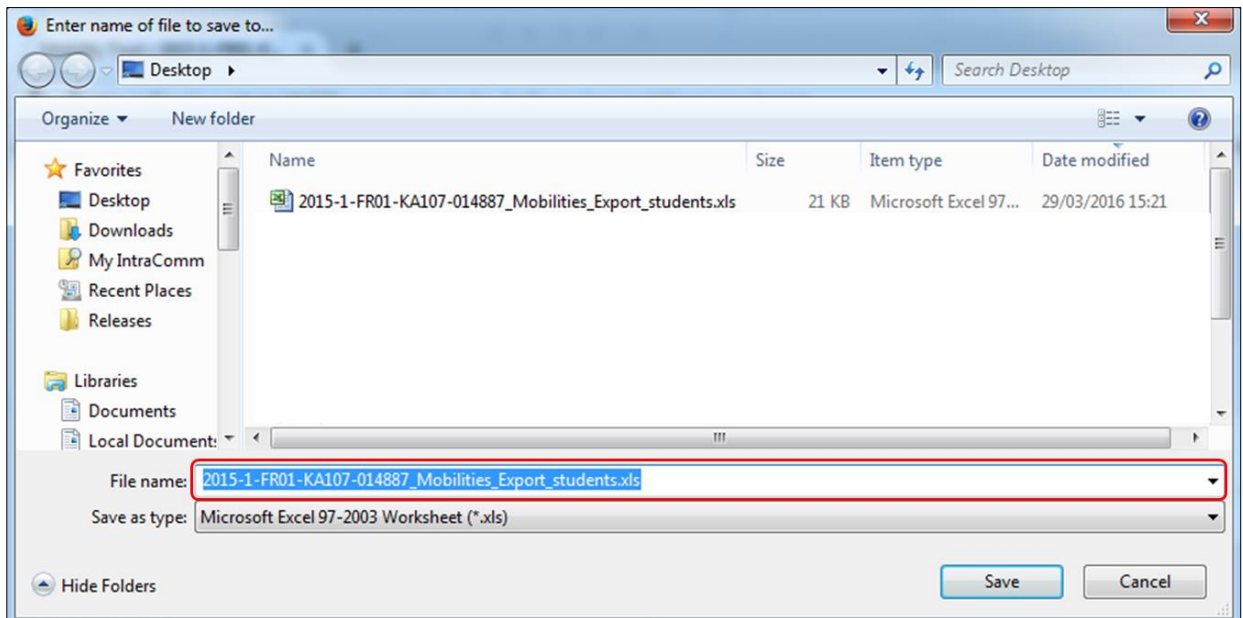 Enter name of file to save to...
Desktop
Search Desktop
Organize
New folder
Favorites
Desktop
Downloads
My IntraComm
Recent Places
Releases
Libraries
Documents
Local Document
Name Size Item type Date modified
2015-1-FR01-KA107-014887_Mobilities_Export_students.xls 21 KB Microsoft Excel 97... 29/03/2016 15:21
File name: 2015-1-FR01-KA107-014887_Mobilities_Export_students.xls
Save as type: Microsoft Excel 97-2003 Worksheet (*.xls)
Hide Folders
Save
Cancel